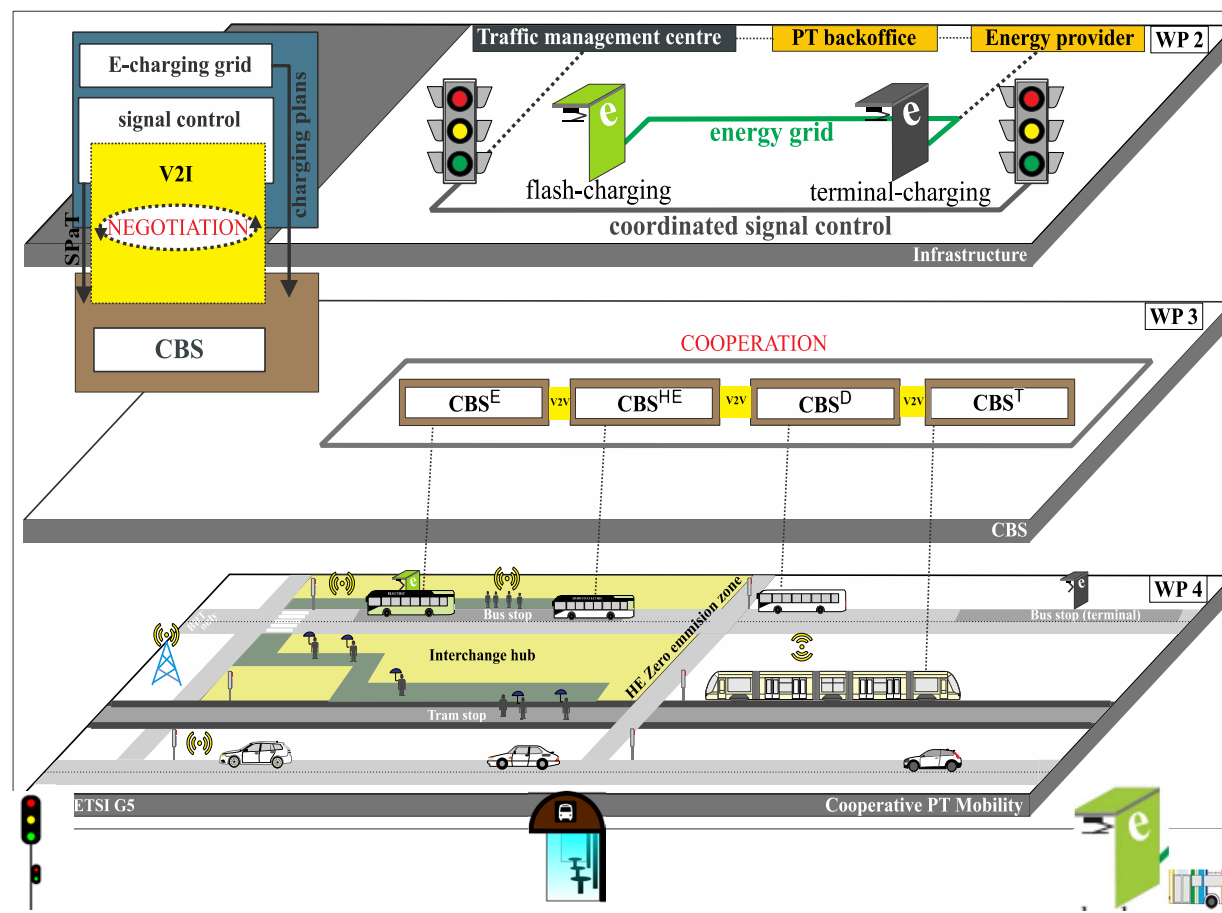 Traffic management centre
PT backoffice
Energy provider
WP 2
E-charging grid
signal control
V2I
NEGOTIATION
SPaT
charging plans
CBS
e
e
energy grid
flash-charging
terminal-charging
coordinated signal control
Infrastructure
WP 3
COOPERATION
CBS^E
V2V
CBS^HE
V2V
CBS^D
V2V
CBS^T
CBS
WP 4
e
ELECTRIC
e
only
Bus stop
Bus stop (terminal)
HE Zero emmision zone
Interchange hub
Tram stop
ETSI G5
Cooperative PT Mobility
e